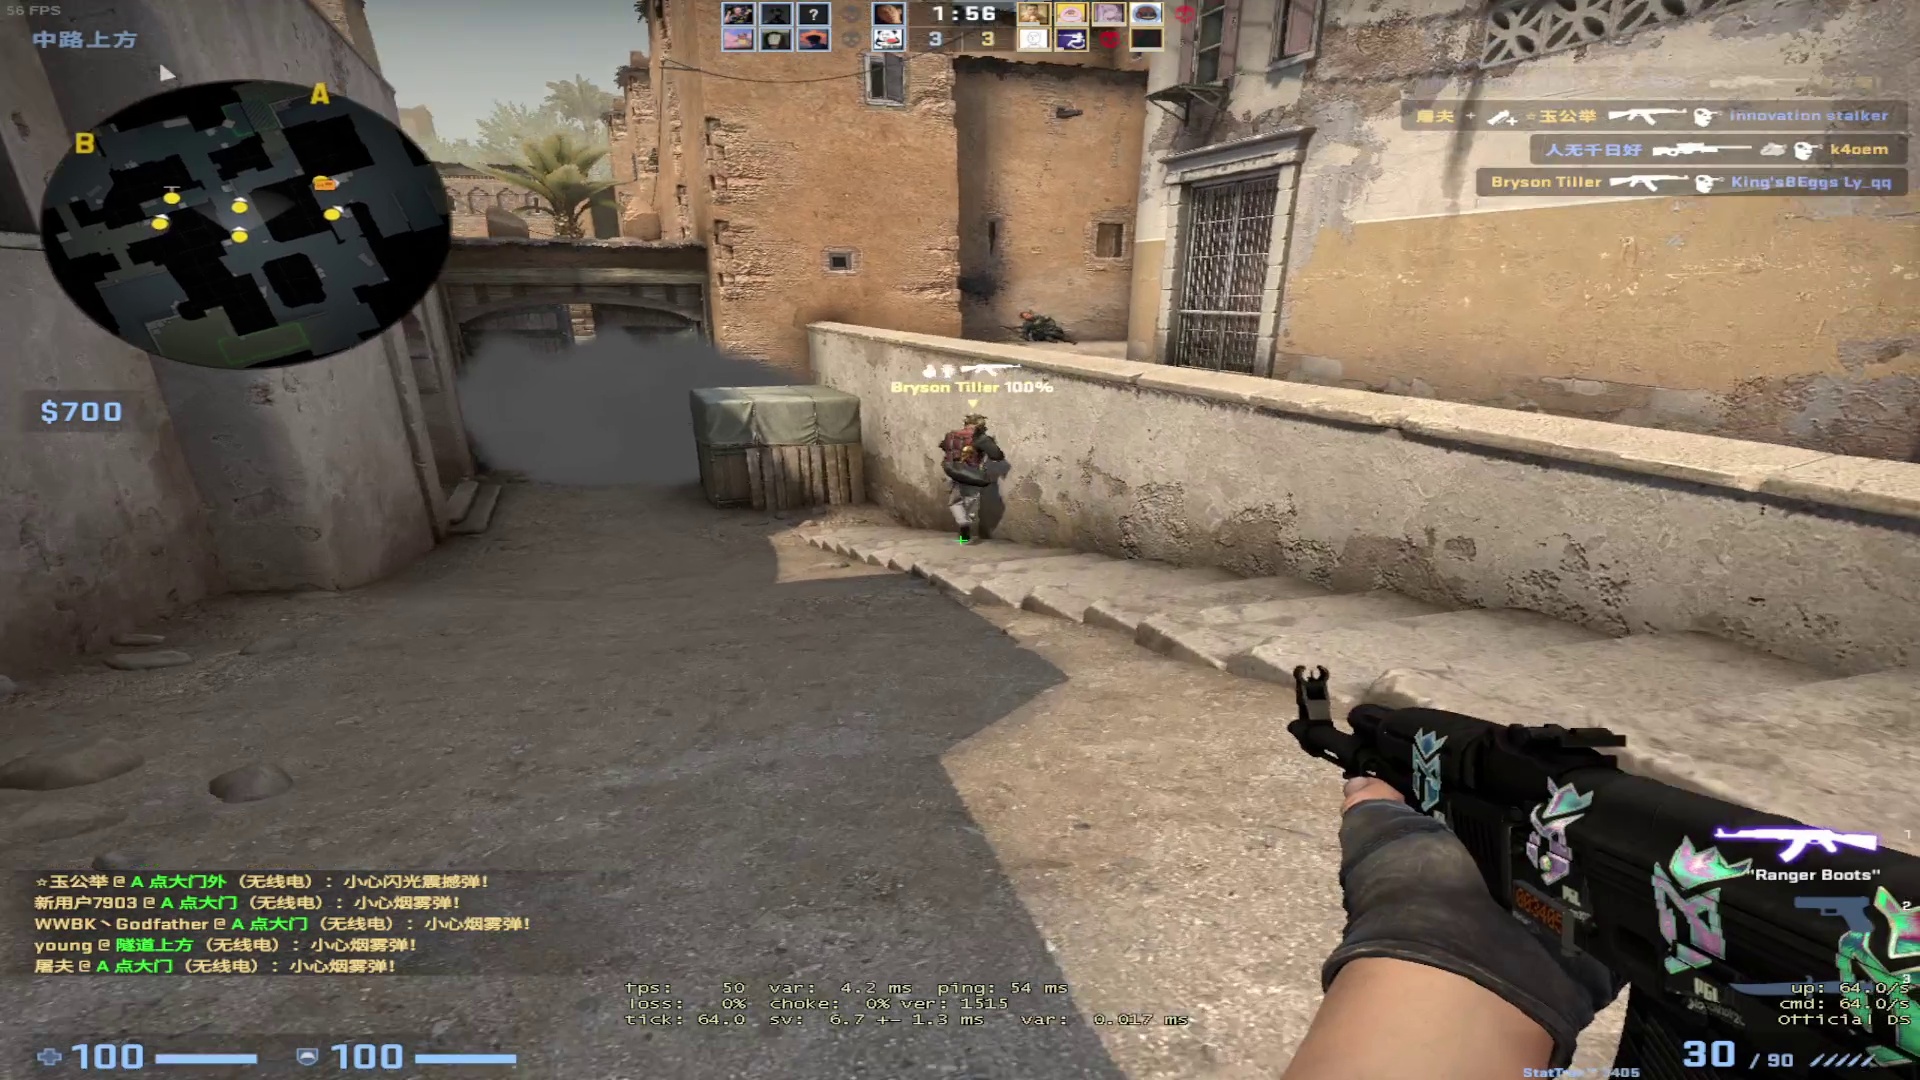 56 FPS
中路上方
?
1:56
3
3
A
B
$700
屠夫 + ☆玉公举 innovation stalker
人无千日好 k4oem
Bryson Tiller King'sBEggs Ly_qq
Bryson Tiller 100%
☆玉公举 @ A 点大门外 (无线电) : 小心闪光震撼弹!
新用户7903 @ A 点大门 (无线电) : 小心烟雾弹!
WWBK丶Godfather @ A 点大门 (无线电) : 小心烟雾弹!
young @ 隧道上方 (无线电) : 小心烟雾弹!
屠夫 @ A 点大门 (无线电) : 小心烟雾弹!
fps: 50 var: 4.2 ms ping: 54 ms
loss: 0% choke: 0% ver: 1515
tick: 64.0 sv: 6.7 +- 1.3 ms var: 0.017 ms
1
"Ranger Boots"
2
3
PGL
003405
PGL
up: 64.0/s
cmd: 64.0/s
Official DS
100
100
30 / 90